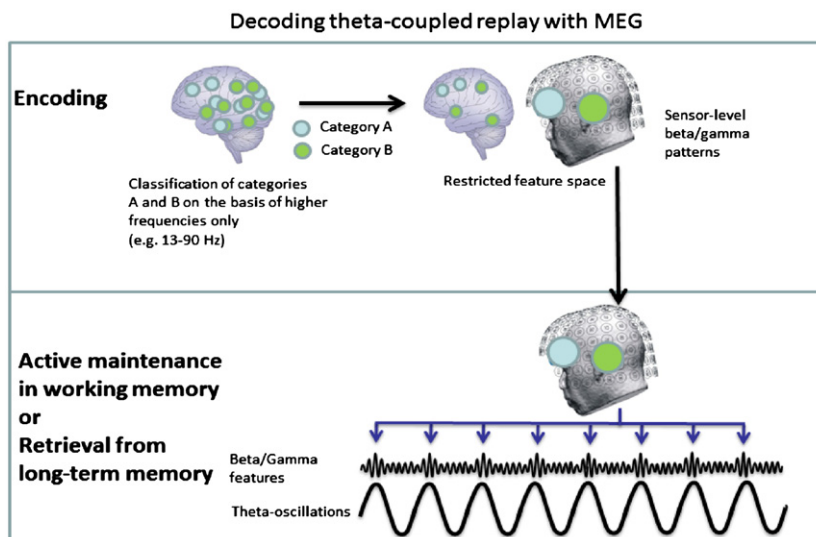 Decoding theta-coupled replay with MEG
Encoding
Category A
Category B
Classification of categories
A and B on the basis of higher
frequencies only
(e.g. 13-90 Hz)
Restricted feature space
Sensor-level
beta/gamma
patterns
Active maintenance
in working memory
or
Retrieval from
long-term memory
Beta/Gamma
features
Theta-oscillations